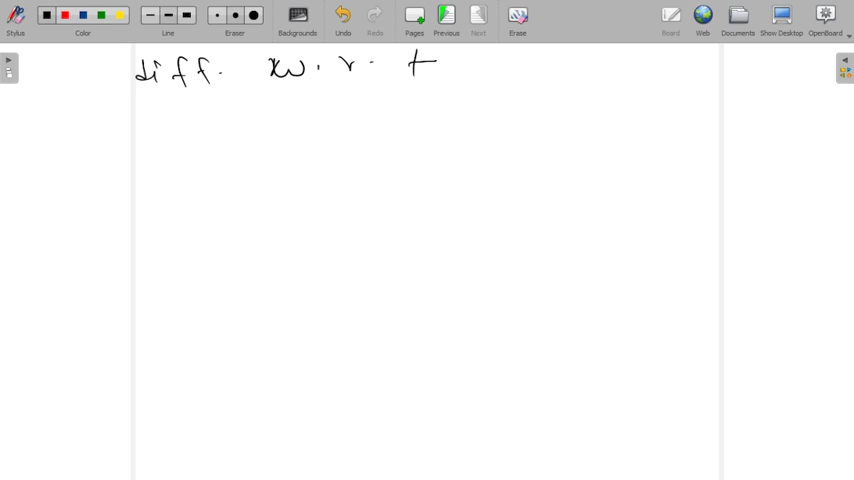 Stylus Color Line Eraser Backgrounds Undo Redo Pages Previous Next Erase Board Web Documents Show Desktop OpenBoard
diff. w. r. t